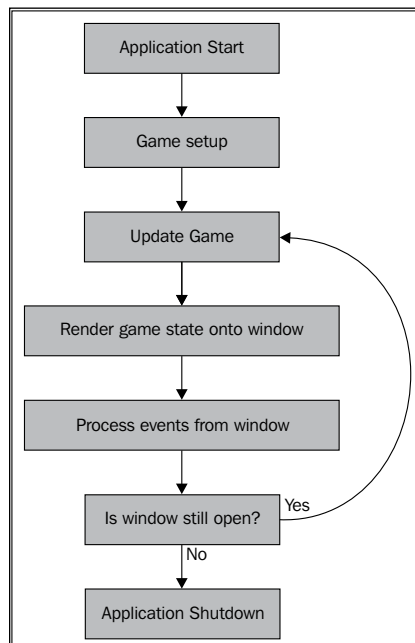 Application Start
Game setup
Update Game
Render game state onto window
Process events from window
Is window still open?
Yes
No
Application Shutdown